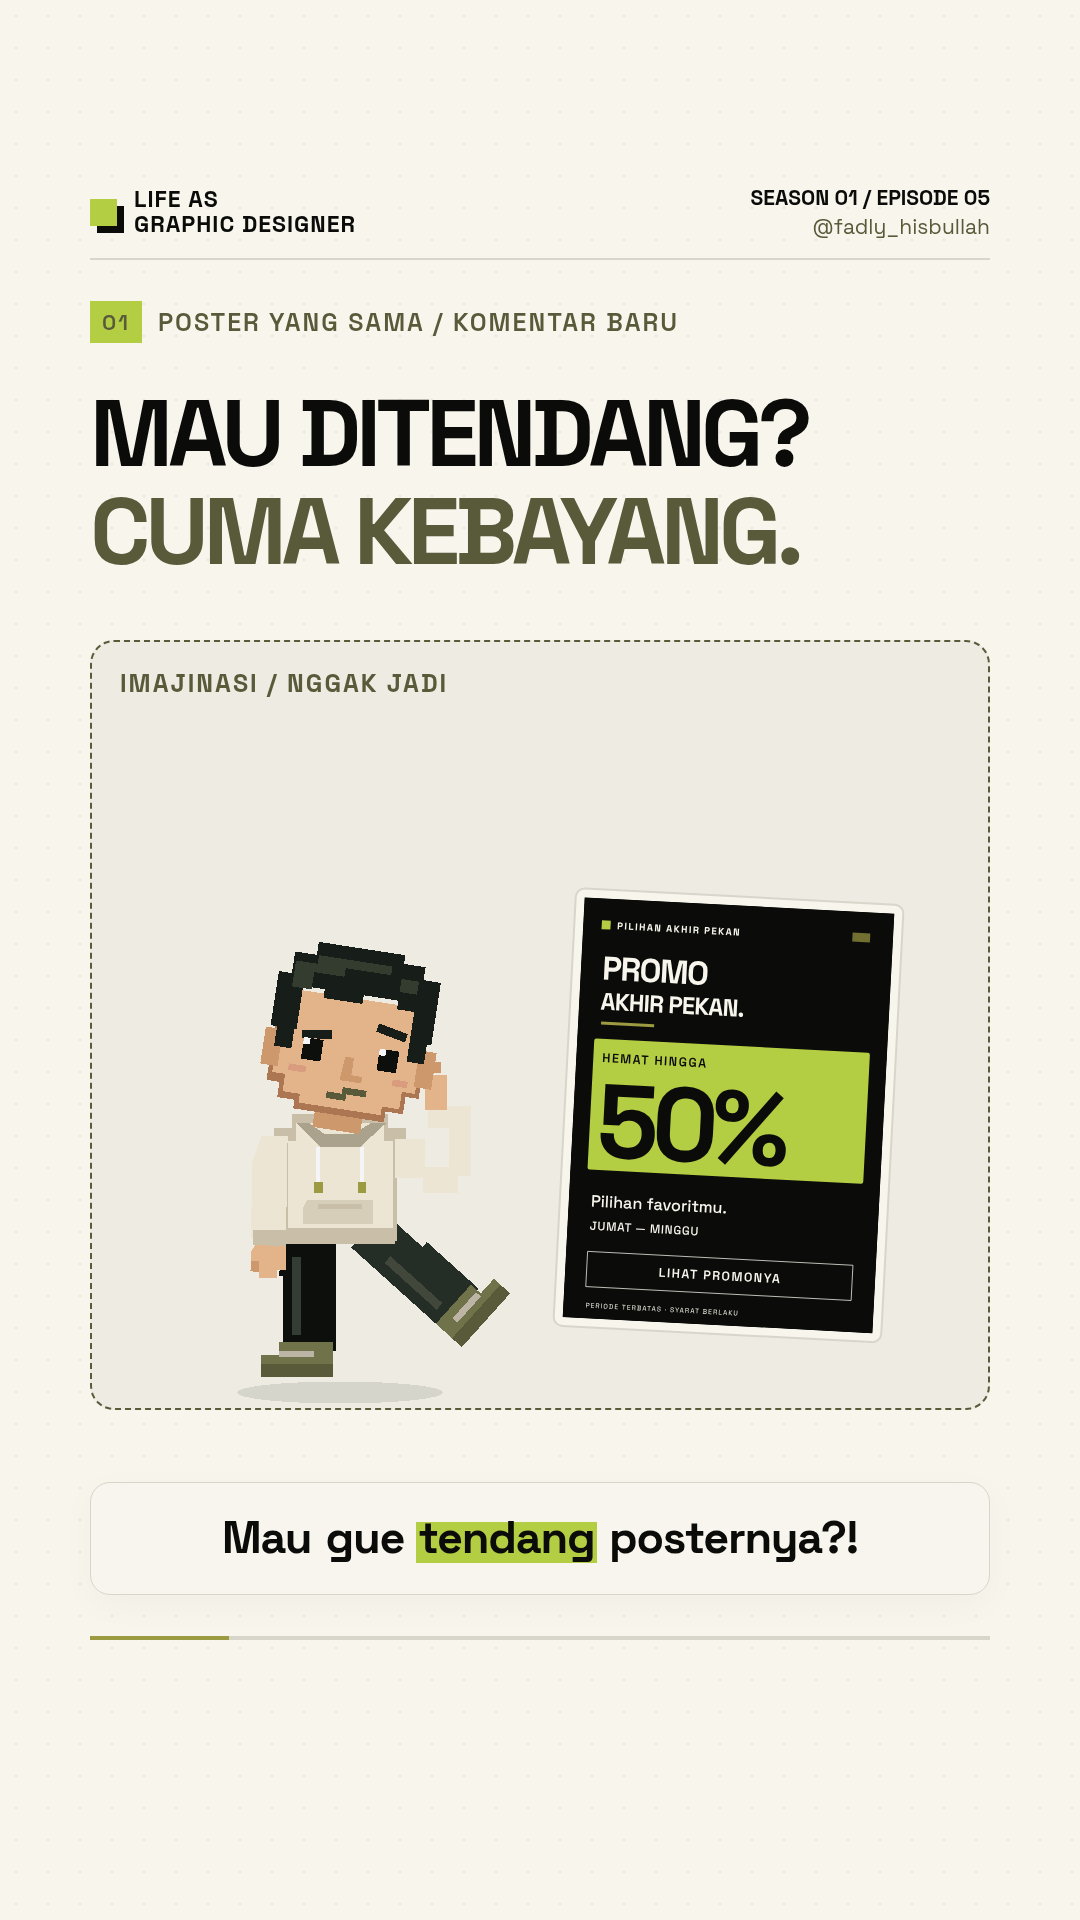 LIFE AS
GRAPHIC DESIGNER
SEASON 01 / EPISODE 05
@fadly_hisbullah
01
POSTER YANG SAMA / KOMENTAR BARU
MAU DITENDANG?
CUMA KEBAYANG.
IMAJINASI / NGGAK JADI
PILIHAN AKHIR PEKAN
PROMO
AKHIR PEKAN.
HEMAT HINGGA
50%
Pilihan favoritmu.
JUMAT — MINGGU
LIHAT PROMONYA
PERIODE TERBATAS · SYARAT BERLAKU
Mau gue tendang posternya?!